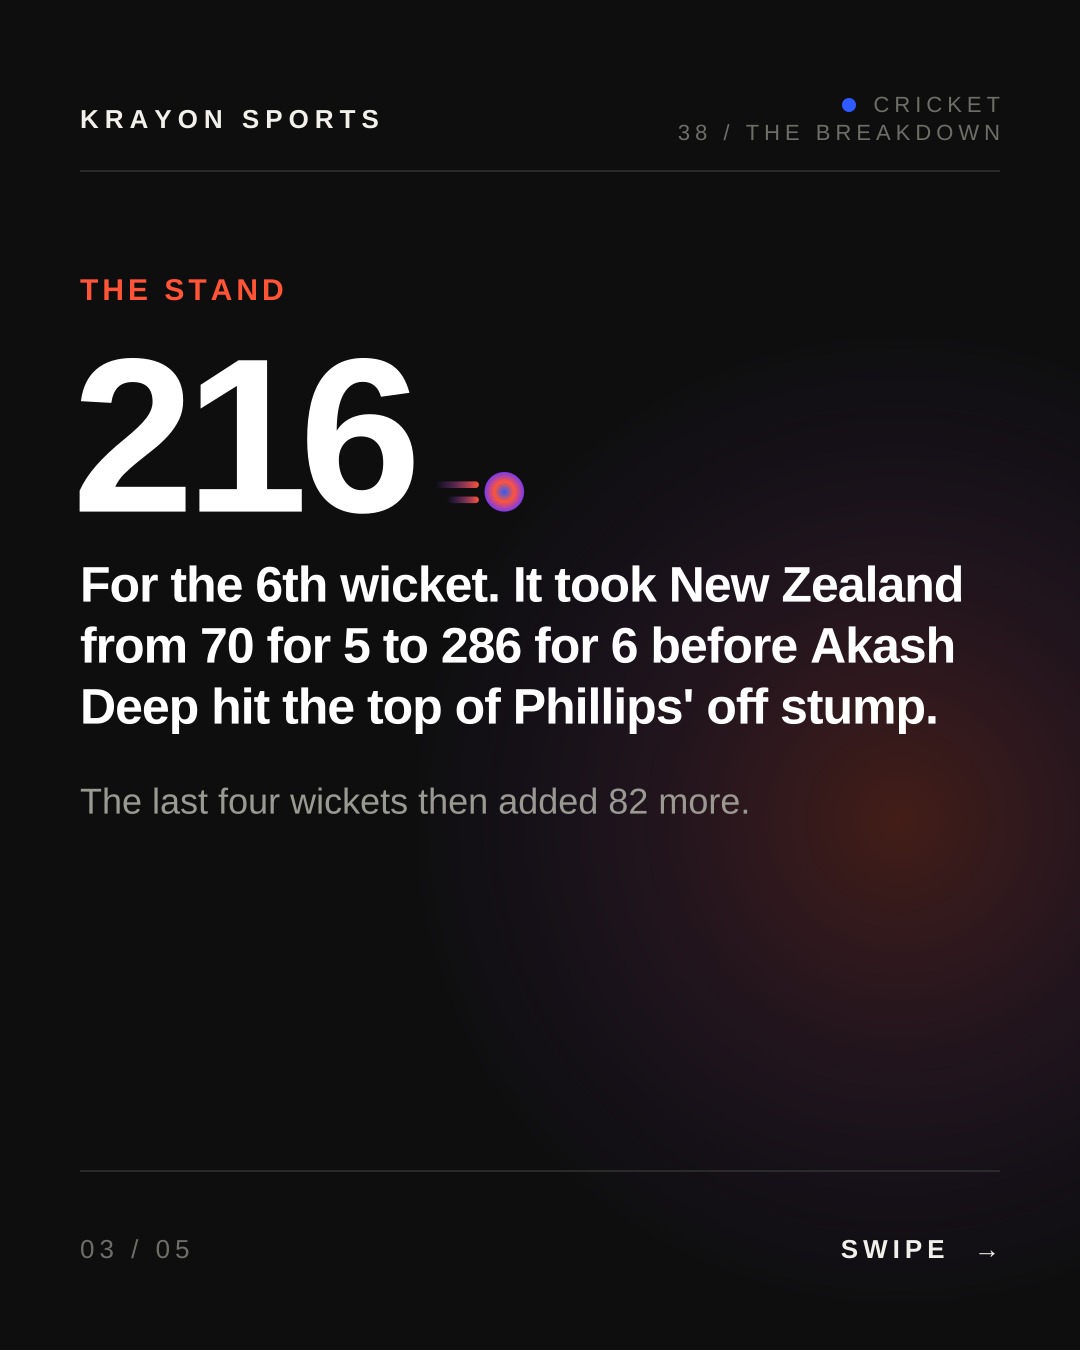 KRAYON SPORTS
CRICKET
38 / THE BREAKDOWN
THE STAND
216
For the 6th wicket. It took New Zealand
from 70 for 5 to 286 for 6 before Akash
Deep hit the top of Phillips' off stump.
The last four wickets then added 82 more.
03 / 05
SWIPE →